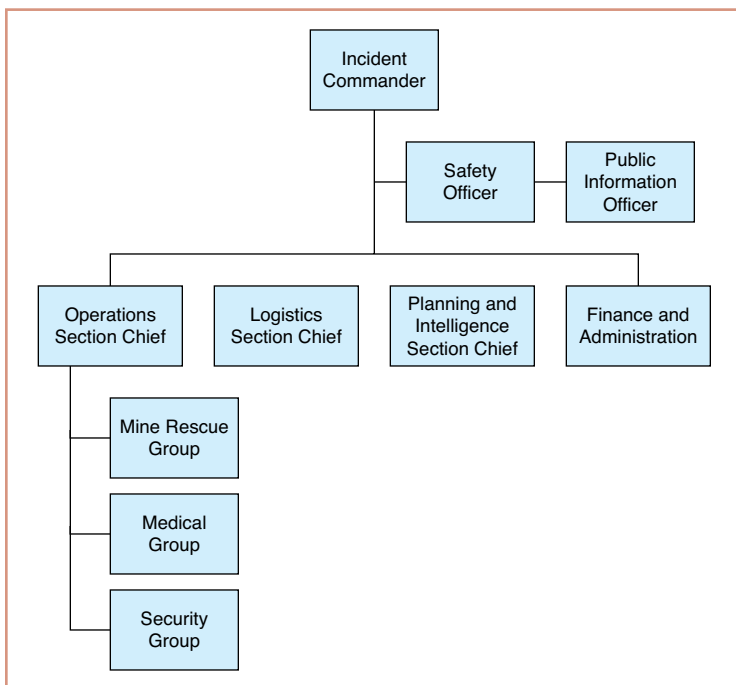 Incident
Commander
Safety
Officer
Public
Information
Officer
Operations
Section Chief
Logistics
Section Chief
Planning and
Intelligence
Section Chief
Finance and
Administration
Mine Rescue
Group
Medical
Group
Security
Group